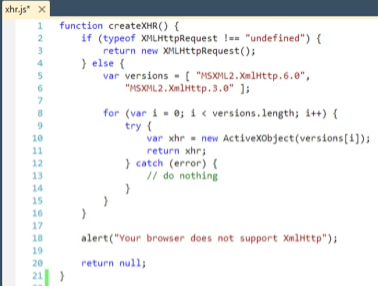 xhr.js*
1 function createXHR() {
2 if (typeof XMLHttpRequest !== "undefined") {
3 return new XMLHttpRequest();
4 } else {
5 var versions = [ "MSXML2.XmlHttp.6.0",
6 "MSXML2.XmlHttp.3.0" ];
7
8 for (var i = 0; i < versions.length; i++) {
9 try {
10 var xhr = new ActiveXObject(versions[i]);
11 return xhr;
12 } catch (error) {
13 // do nothing
14 }
15 }
16 }
17
18 alert("Your browser does not support XmlHttp");
19
20 return null;
21 }